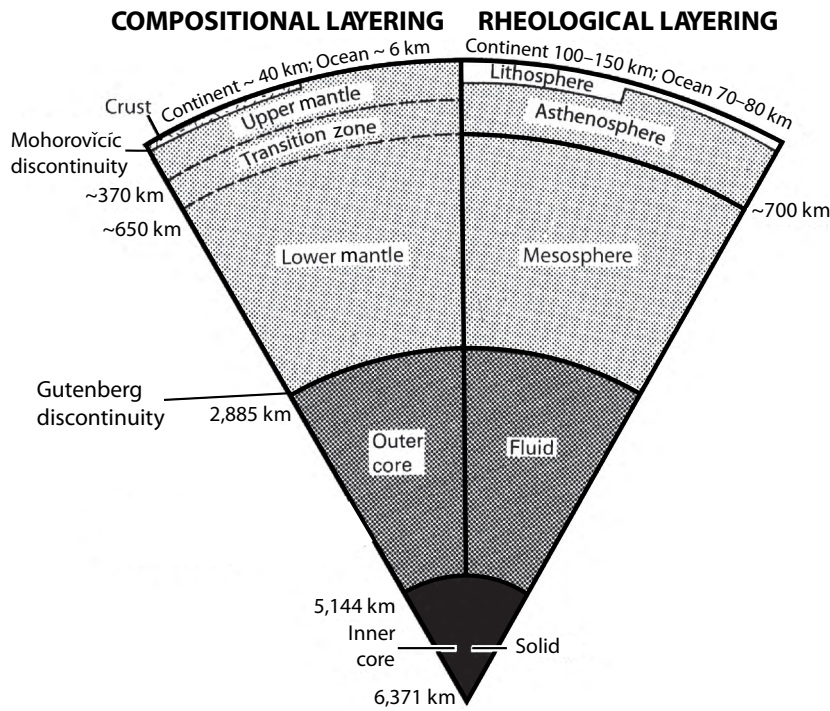 COMPOSITIONAL LAYERING
RHEOLOGICAL LAYERING
Continent ~ 40 km; Ocean ~ 6 km
Continent 100–150 km; Ocean 70–80 km
Crust
Mohorovičíc
discontinuity
~370 km
~650 km
Upper mantle
Transition zone
Lower mantle
Lithosphere
Asthenosphere
~700 km
Mesosphere
Gutenberg
discontinuity
2,885 km
Outer
core
Fluid
5,144 km
Inner
core
Solid
6,371 km